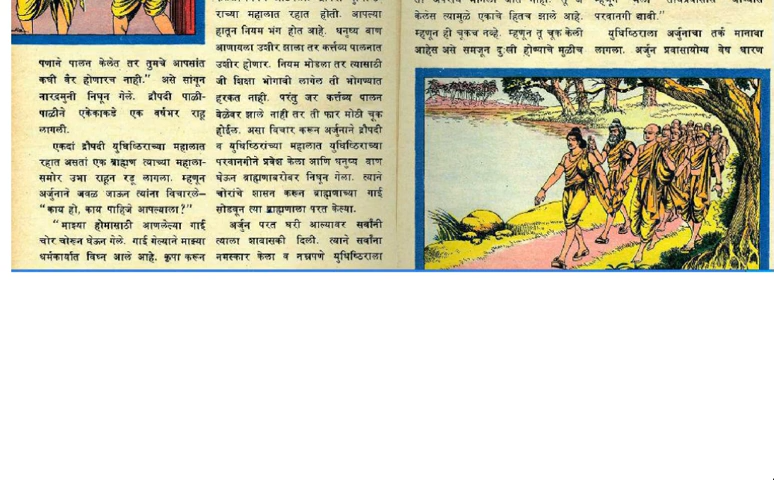 पणाने पालन केलेत तर तुमचे आपसांत
कधी वैर होणारच नाही." असे सांगून
नारदमुनी निघून गेले. द्रौपदी पाळी-
पाळीने एकेकाकडे एक वर्षभर राहू
लागली.
एकदां द्रौपदी युधिष्ठिराच्या महालात
रहात असतां एक ब्राह्मण त्याच्या महाला-
समोर उभा राहून रडू लागला. म्हणून
अर्जुनाने जवळ जाऊन त्यांना विचारले–
"काय हो, काय पाहिजे आपल्याला?"
"माझ्या होमासाठी आणलेल्या गाई
चोर चोरून घेऊन गेले. गाई गेल्याने माझ्या
धर्मकार्यात विघ्न आले आहे. कृपा करून
राच्या महालात रहात होती. आपल्या
हातून नियम भंग होत आहे. धनुष्य बाण
आणायला उशीर झाला तर कर्त्तव्य पालनात
उशीर होणार. नियम मोडला तर त्यासाठी
जी शिक्षा भोगावी लागेल ती भोगण्यात
हरकत नाही. परंतु जर कर्त्तव्य पालन
वेळेवर झाले नाही तर ती फार मोठी चूक
होईल. असा विचार करून अर्जुनाने द्रौपदी
व युधिष्ठिरांच्या महालात युधिष्ठिराच्या
परवानगीने प्रवेश केला आणि धनुष्य बाण
घेऊन ब्राह्मणाबरोबर निघून गेला. त्याने
चोरांचे शासन करून ब्राह्मणाच्या गाई
सोडवून त्या ब्राह्मणाला परत केल्या.
अर्जुन परत घरी आल्यावर सर्वांनी
त्याला शाबासकी दिली. त्याने सर्वांना
नमस्कार केला व नम्रपणे युधिष्ठिराला
केलेस त्यामुळे एकाचे हितच झाले आहे.
म्हणून ही चूकच नव्हे. म्हणून तू चूक केली
आहेस असे समजून दुःखी होण्याचे मुळीच
परवानगी द्यावी."
युधिष्ठिराला अर्जुनाचा तर्क मानावा
लागला. अर्जुन प्रवासायोग्य वेष धारण